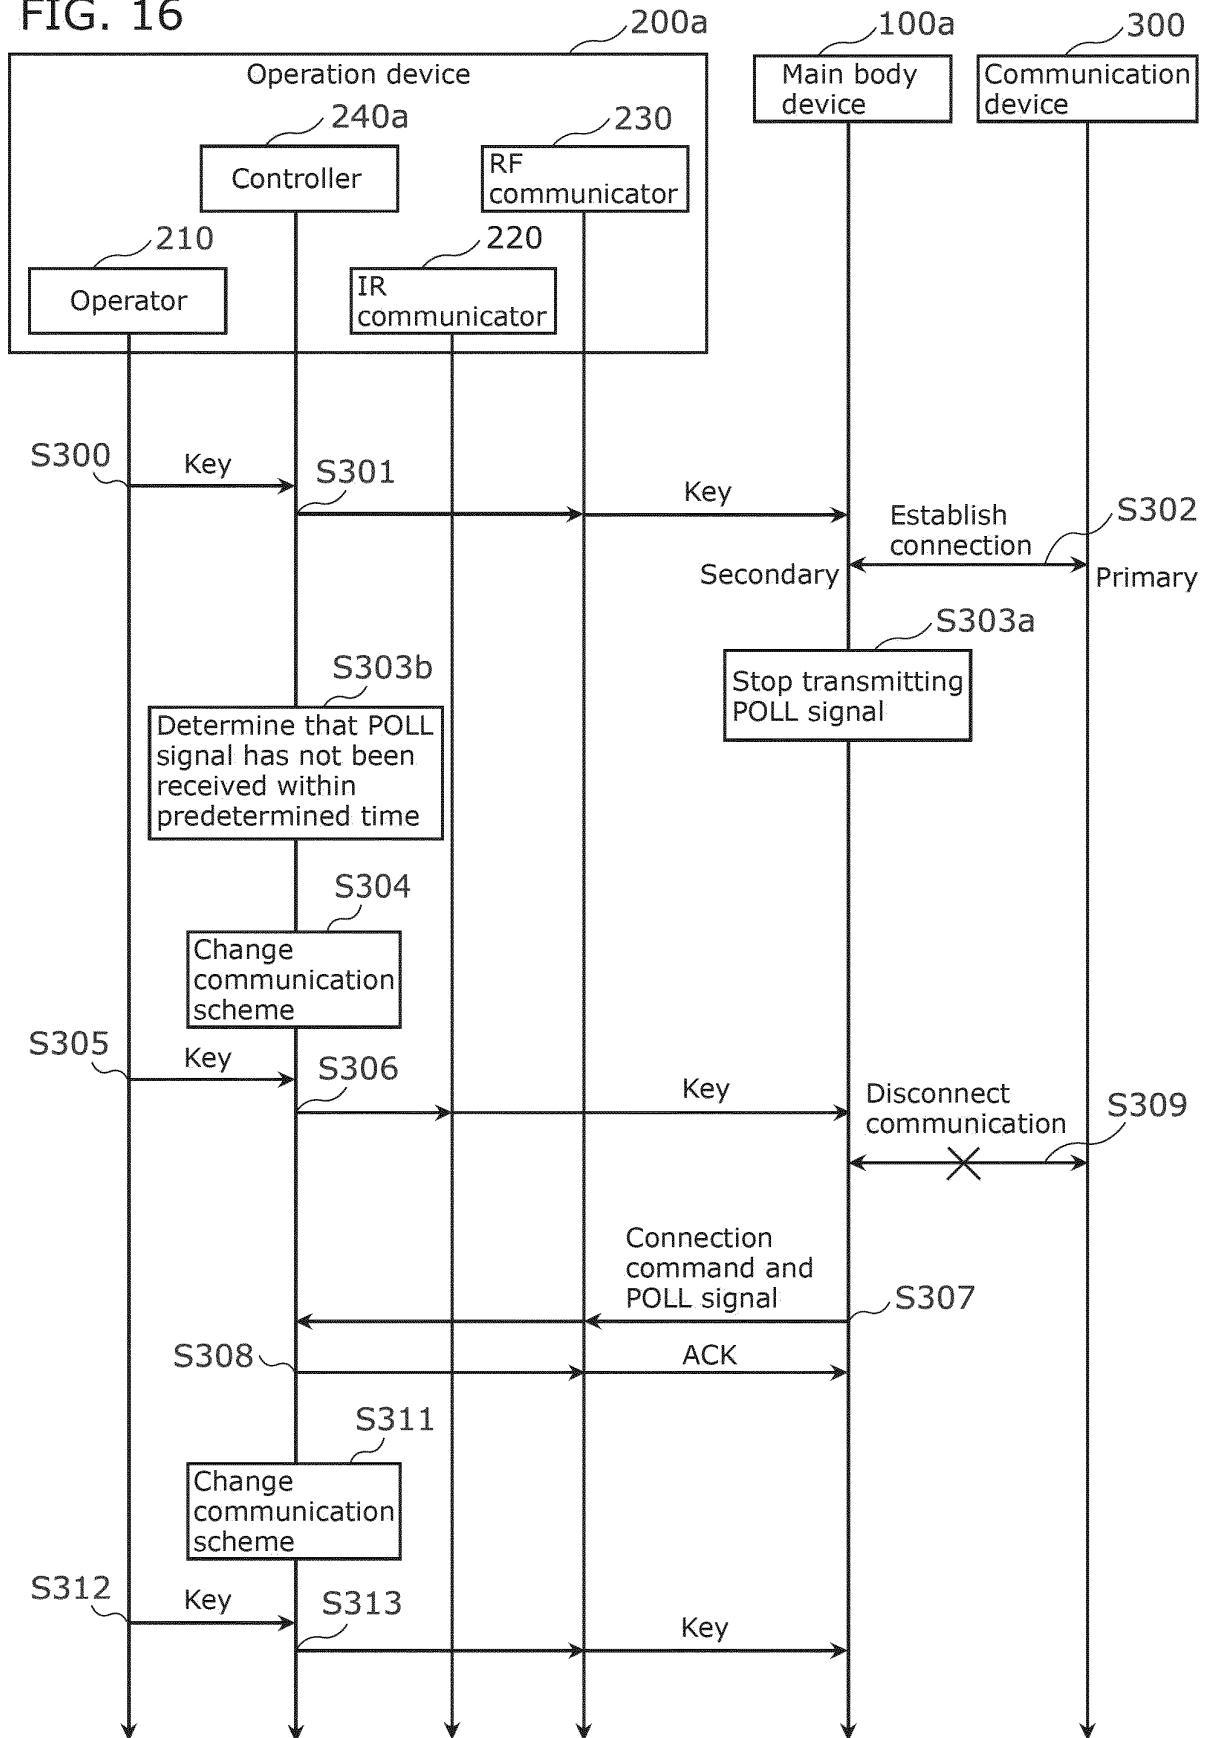 FIG. 16
200a
100a
300
Operation device
Main body
device
Communication
device
240a
230
Controller
RF
communicator
210
220
Operator
IR
communicator
S300
Key
S301
Key
Establish
connection
S302
Secondary
Primary
S303a
Stop transmitting
POLL signal
S303b
Determine that POLL
signal has not been
received within
predetermined time
S304
Change
communication
scheme
S305
Key
S306
Key
Disconnect
communication
S309
Connection
command and
POLL signal
S307
S308
ACK
S311
Change
communication
scheme
S312
Key
S313
Key